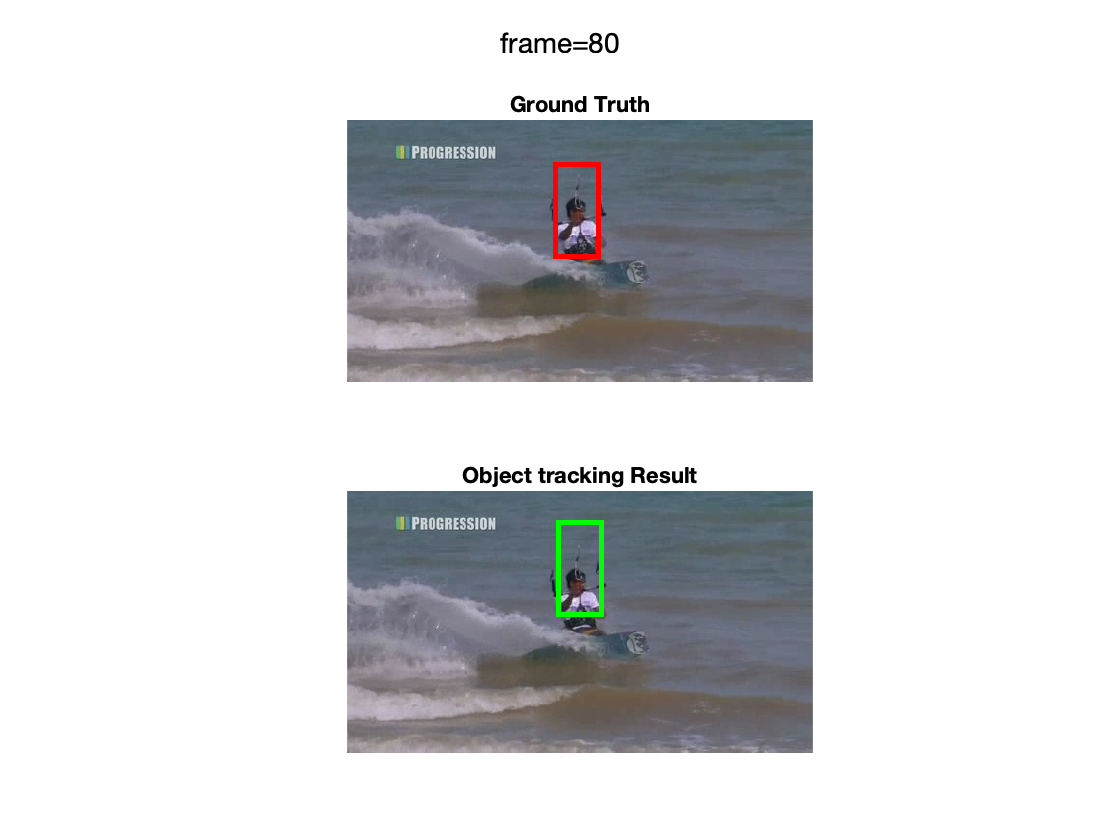 frame=80
Ground Truth
PROGRESSION
Object tracking Result
PROGRESSION